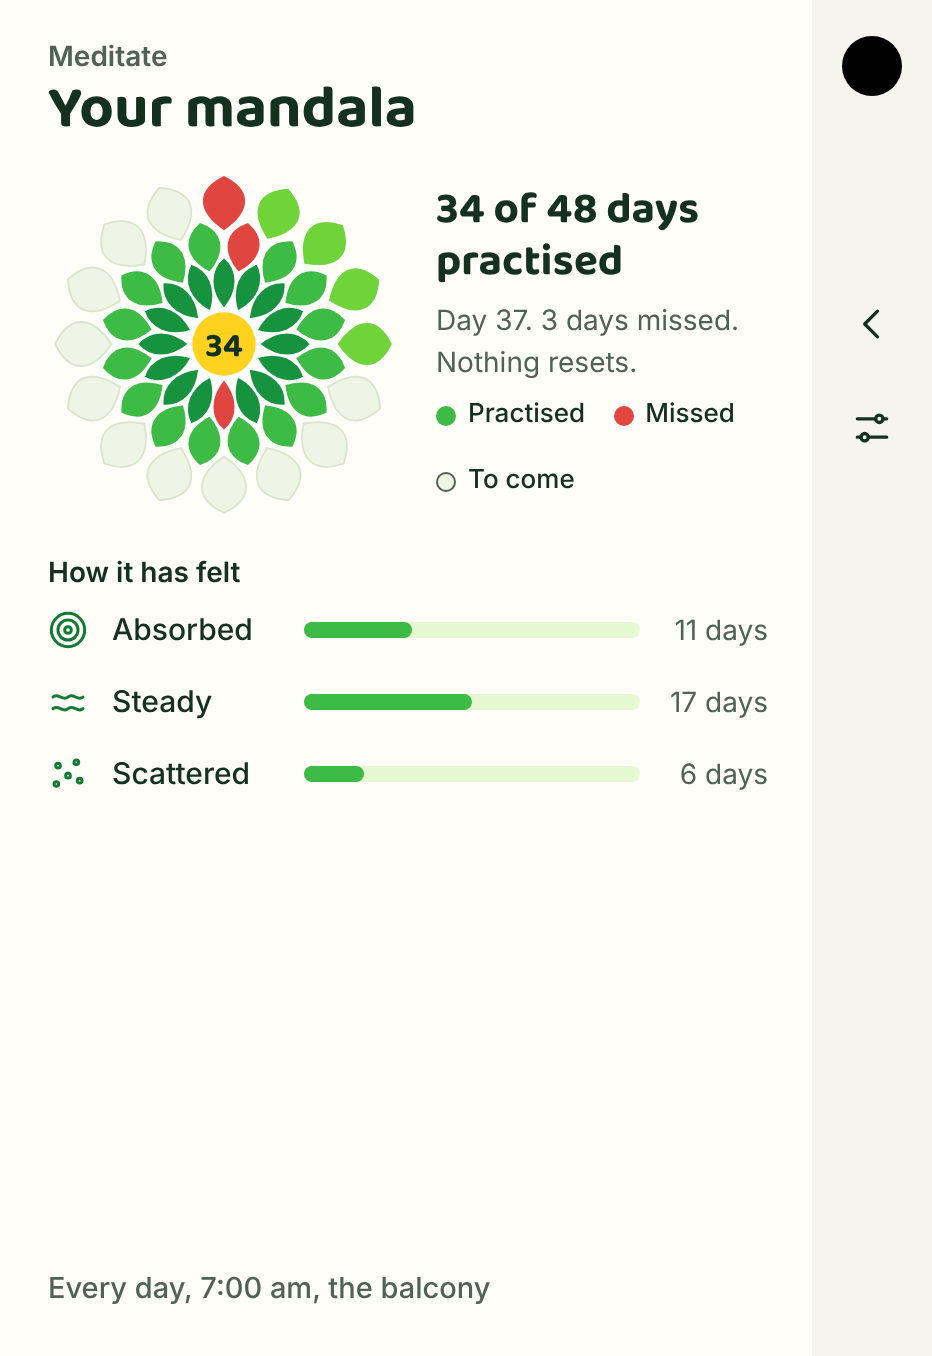 Meditate
Your mandala
34
34 of 48 days
practised
Day 37. 3 days missed.
Nothing resets.
Practised Missed
To come
How it has felt
Absorbed 11 days
Steady 17 days
Scattered 6 days
Every day, 7:00 am, the balcony